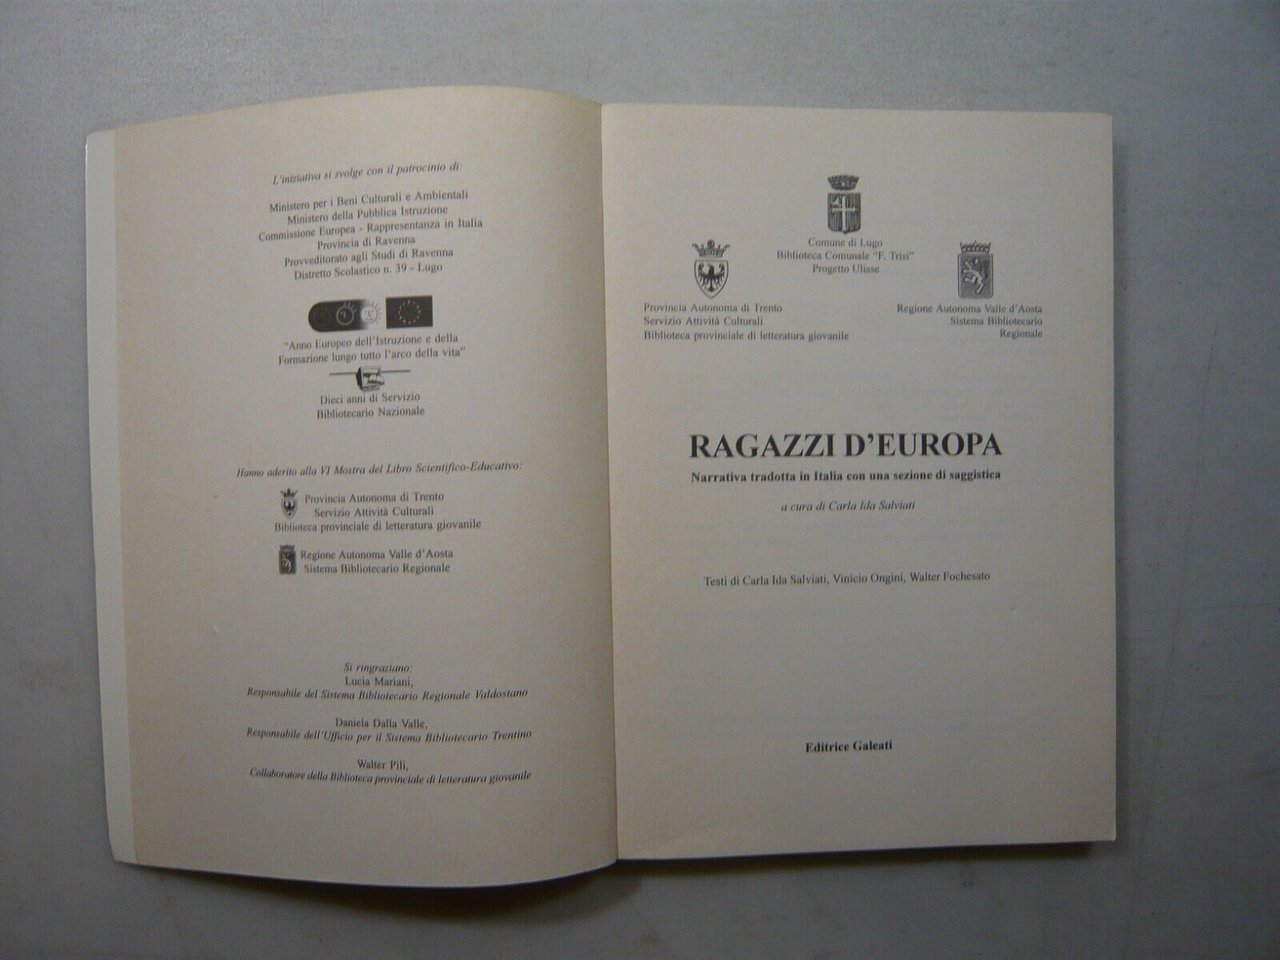 L'iniziativa si svolge con il patrocinio di:
Ministero per i Beni Culturali e Ambientali
Ministero della Pubblica Istruzione
Commissione Europea - Rappresentanza in Italia
Provincia di Ravenna
Provveditorato agli Studi di Ravenna
Distretto Scolastico n. 39 - Lugo
"Anno Europeo dell'Istruzione e della
Formazione lungo tutto l'arco della vita"
Dieci anni di Servizio
Bibliotecario Nazionale
Hanno aderito alla VI Mostra del Libro Scientifico-Educativo:
Provincia Autonoma di Trento
Servizio Attività Culturali
Biblioteca provinciale di letteratura giovanile
Regione Autonoma Valle d'Aosta
Sistema Bibliotecario Regionale
Si ringraziano:
Lucia Mariani,
Responsabile del Sistema Bibliotecario Regionale Valdostano
Daniela Dalla Valle,
Responsabile dell'Ufficio per il Sistema Bibliotecario Trentino
Walter Pili,
Collaboratore della Biblioteca provinciale di letteratura giovanile
Comune di Lugo
Biblioteca Comunale "F. Trisi"
Progetto Ulisse
Provincia Autonoma di Trento
Servizio Attività Culturali
Biblioteca provinciale di letteratura giovanile
Regione Autonoma Valle d'Aosta
Sistema Bibliotecario
Regionale
RAGAZZI D'EUROPA
Narrativa tradotta in Italia con una sezione di saggistica
a cura di Carla Ida Salviati
Testi di Carla Ida Salviati, Vinicio Ongini, Walter Fochesato
Editrice Galeati